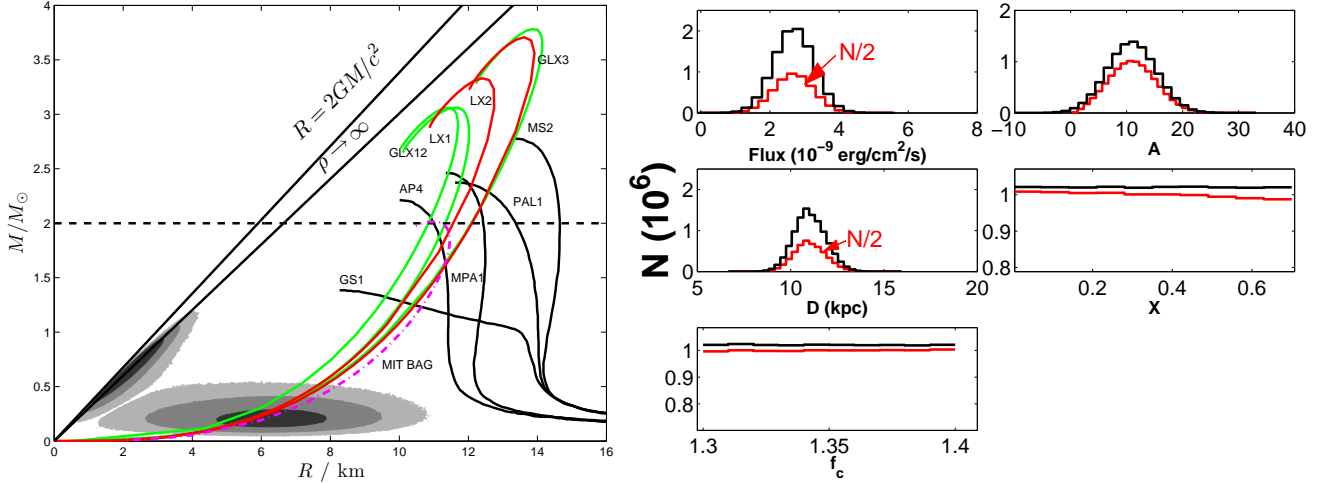 4
3.5
3
2.5
2
1.5
1
0.5
0
M/M⊙
0 2 4 6 8 10 12 14 16
R / km
R = 2GM/c²
ρ → ∞
GLX3
LX2
LX1
MS2
GLX12
AP4
PAL1
GS1
MPA1
MIT BAG
N (10⁶)
2
1
0
0 2 4 6 8
Flux (10⁻⁹ erg/cm²/s)
N/2
2
1
0
−10 0 10 20 30 40
A
2
1
0
5 10 15 20
D (kpc)
N/2
1
0.9
0.8
0.2 0.4 0.6
X
1
0.9
0.8
1.3 1.35 1.4
f_c